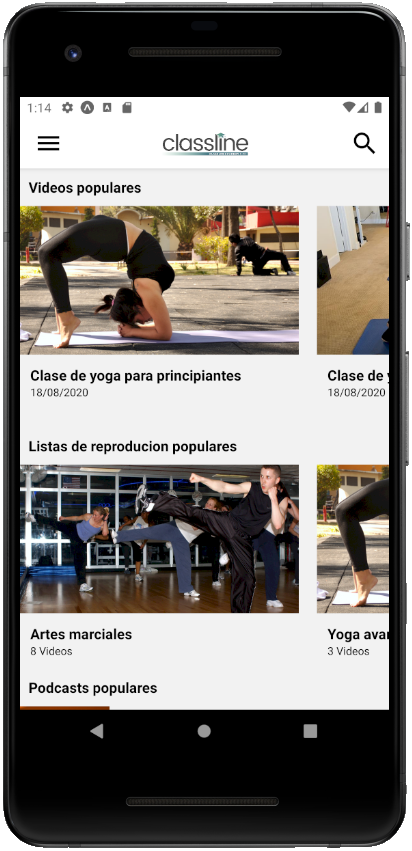 1:14
classline
Videos populares
Clase de yoga para principiantes
18/08/2020
Clase de
18/08/2020
Listas de reproducion populares
Artes marciales
8 Videos
Yoga avan
3 Videos
Podcasts populares